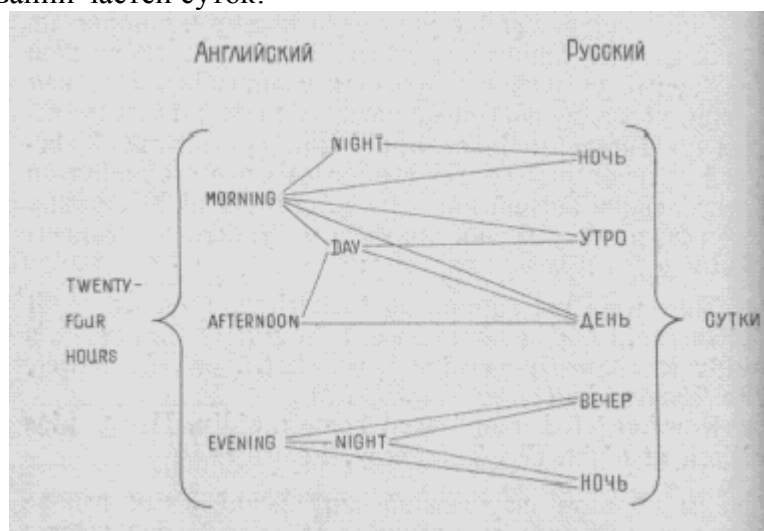 Английский Русский
NIGHT НОЧЬ
MORNING
УТРО
DAY
TWENTY-
FOUR
HOURS
AFTERNOON ДЕНЬ СУТКИ
ВЕЧЕР
EVENING NIGHT
НОЧЬ